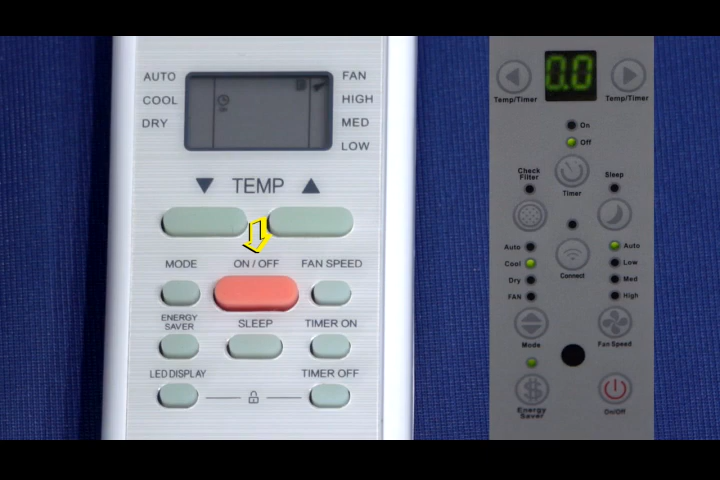 AUTO
COOL
DRY
FAN
HIGH
MED
LOW
TEMP
MODE
ON / OFF
FAN SPEED
ENERGY
SAVER
SLEEP
TIMER ON
LED DISPLAY
TIMER OFF
0.0
Temp/Timer
Temp/Timer
On
Off
Check
Filter
Timer
Sleep
Auto
Cool
Dry
FAN
Connect
Auto
Low
Med
High
Mode
Fan Speed
Energy
Saver
On/Off